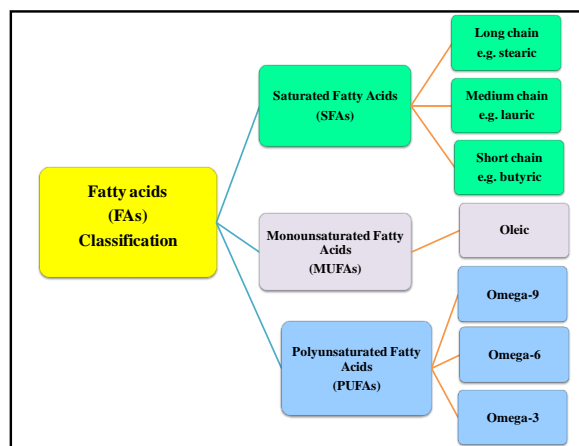 Fatty acids
(FAs)
Classification
Saturated Fatty Acids
(SFAs)
Long chain
e.g. stearic
Medium chain
e.g. lauric
Short chain
e.g. butyric
Monounsaturated Fatty
Acids
(MUFAs)
Oleic
Polyunsaturated Fatty
Acids
(PUFAs)
Omega-9
Omega-6
Omega-3